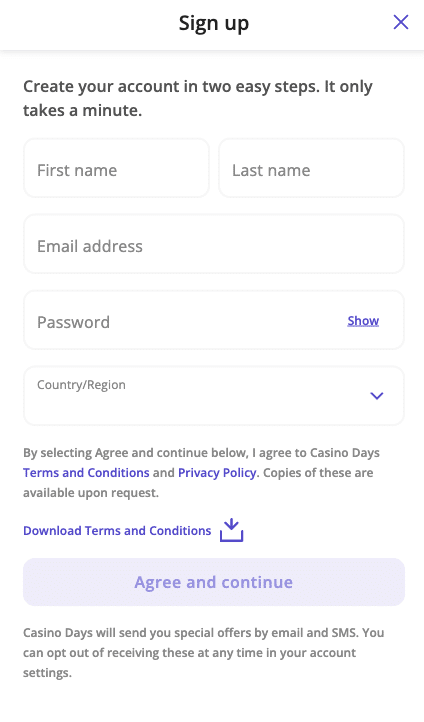 Sign up
Create your account in two easy steps. It only
takes a minute.
First name
Last name
Email address
Password
Show
Country/Region
By selecting Agree and continue below, I agree to Casino Days
Terms and Conditions and Privacy Policy. Copies of these are
available upon request.
Download Terms and Conditions
Agree and continue
Casino Days will send you special offers by email and SMS. You
can opt out of receiving these at any time in your account
settings.